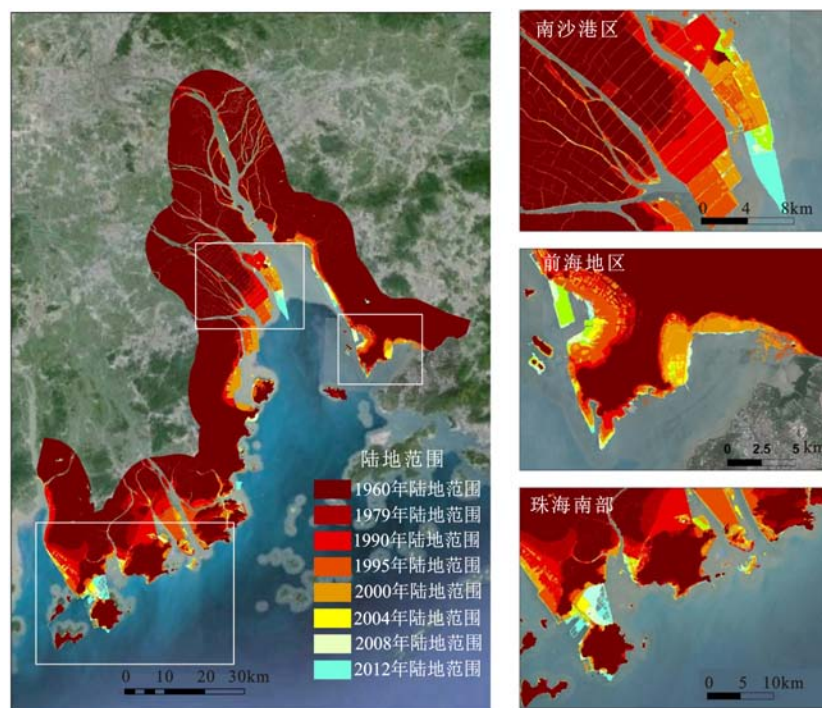 陆地范围
1960年陆地范围
1979年陆地范围
1990年陆地范围
1995年陆地范围
2000年陆地范围
2004年陆地范围
2008年陆地范围
2012年陆地范围
0 10 20 30km
南沙港区
0 4 8km
前海地区
0 2.5 5 km
珠海南部
0 5 10km